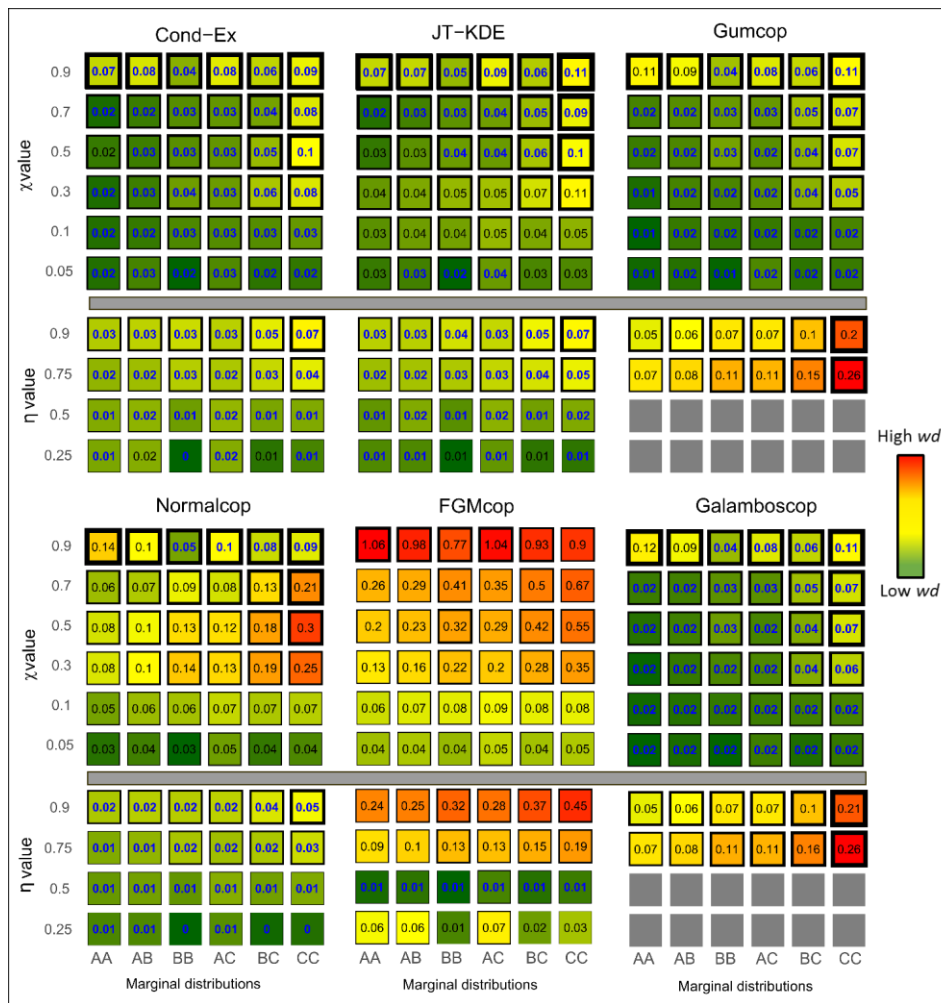 Cond−Ex JT−KDE Gumcop
0.9 0.07 0.08 0.04 0.08 0.06 0.09 0.07 0.07 0.05 0.09 0.06 0.11 0.11 0.09 0.04 0.08 0.06 0.11
0.7 0.02 0.02 0.03 0.03 0.04 0.08 0.02 0.03 0.03 0.04 0.05 0.09 0.02 0.02 0.03 0.03 0.05 0.07
χvalue
0.5 0.02 0.03 0.03 0.03 0.05 0.1 0.03 0.03 0.04 0.04 0.06 0.1 0.02 0.02 0.03 0.02 0.04 0.07
0.3 0.02 0.03 0.04 0.03 0.06 0.08 0.04 0.04 0.05 0.05 0.07 0.11 0.01 0.02 0.02 0.02 0.04 0.05
0.1 0.02 0.02 0.03 0.03 0.03 0.03 0.03 0.04 0.04 0.05 0.04 0.05 0.01 0.02 0.02 0.02 0.02 0.02
0.05 0.02 0.03 0.02 0.03 0.02 0.02 0.03 0.03 0.02 0.04 0.03 0.03 0.01 0.02 0.01 0.02 0.02 0.02
0.9 0.03 0.03 0.03 0.03 0.05 0.07 0.03 0.03 0.04 0.03 0.05 0.07 0.05 0.06 0.07 0.07 0.1 0.2
0.75 0.02 0.02 0.02 0.02 0.03 0.04 0.02 0.02 0.03 0.03 0.04 0.05 0.07 0.08 0.11 0.11 0.15 0.26
η value
0.5 0.01 0.02 0.01 0.02 0.01 0.01 0.01 0.02 0.01 0.02 0.02 0.02
0.25 0.01 0.02 0 0.02 0.01 0.01 0.01 0.01 0.01 0.01 0.01 0.01
High wd
Low wd
Normalcop FGMcop Galamboscop
0.9 0.14 0.1 0.05 0.1 0.08 0.09 1.06 0.98 0.77 1.04 0.93 0.9 0.12 0.09 0.04 0.08 0.06 0.11
0.7 0.06 0.07 0.09 0.08 0.13 0.21 0.26 0.29 0.41 0.35 0.5 0.67 0.02 0.02 0.03 0.03 0.05 0.07
χvalue
0.5 0.08 0.1 0.13 0.12 0.18 0.3 0.2 0.23 0.32 0.29 0.42 0.55 0.02 0.02 0.03 0.02 0.04 0.07
0.3 0.08 0.1 0.14 0.13 0.19 0.25 0.13 0.16 0.22 0.2 0.28 0.35 0.02 0.02 0.02 0.02 0.04 0.06
0.1 0.05 0.06 0.06 0.07 0.07 0.07 0.06 0.07 0.08 0.09 0.08 0.08 0.02 0.02 0.02 0.02 0.02 0.02
0.05 0.03 0.04 0.03 0.05 0.04 0.04 0.04 0.04 0.04 0.05 0.04 0.05 0.02 0.02 0.02 0.02 0.02 0.02
0.9 0.02 0.02 0.02 0.02 0.04 0.05 0.24 0.25 0.32 0.28 0.37 0.45 0.05 0.06 0.07 0.07 0.1 0.21
0.75 0.01 0.01 0.02 0.02 0.02 0.03 0.09 0.1 0.13 0.13 0.15 0.19 0.07 0.08 0.11 0.11 0.16 0.26
η value
0.5 0.01 0.01 0.01 0.01 0.01 0.01 0.01 0.01 0.01 0.01 0.01 0.01
0.25 0.01 0.01 0 0.01 0 0 0.06 0.06 0.01 0.07 0.02 0.03
AA AB BB AC BC CC AA AB BB AC BC CC AA AB BB AC BC CC
Marginal distributions Marginal distributions Marginal distributions